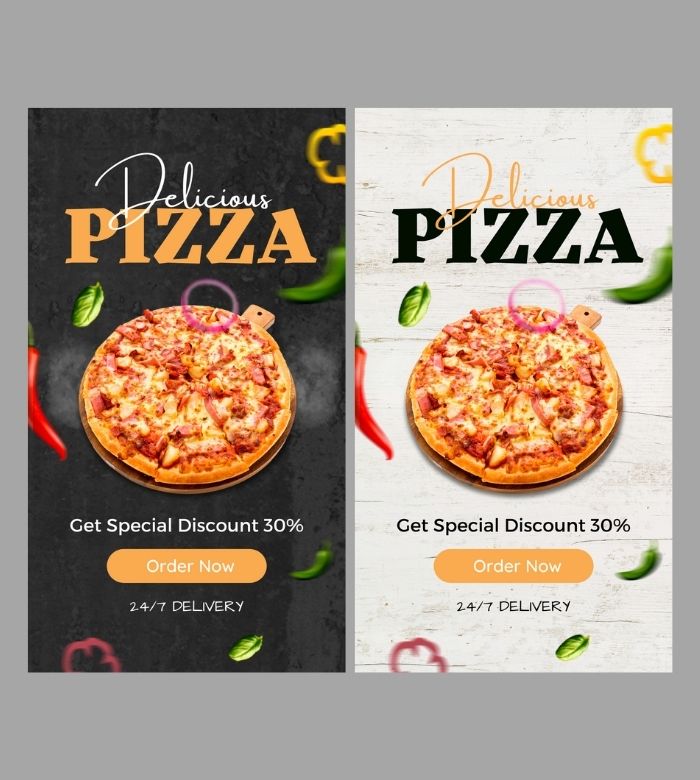 Delicious
PIZZA
Get Special Discount 30%
Order Now
24/7 DELIVERY
Delicious
PIZZA
Get Special Discount 30%
Order Now
24/7 DELIVERY